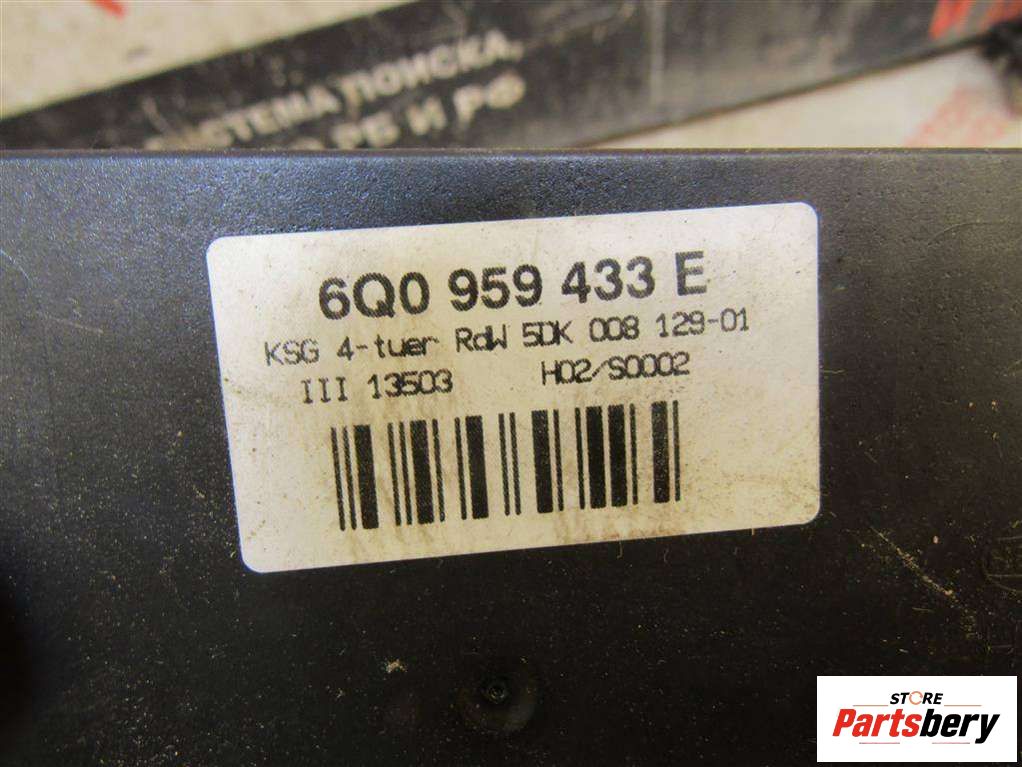 СИСТЕМА ПОИСКА,
РБ И РФ
6Q0 959 433 E
KSG 4-tuer RdW 5DK 008 129-01
III 13503 H02/S0002
STORE
Partsbery